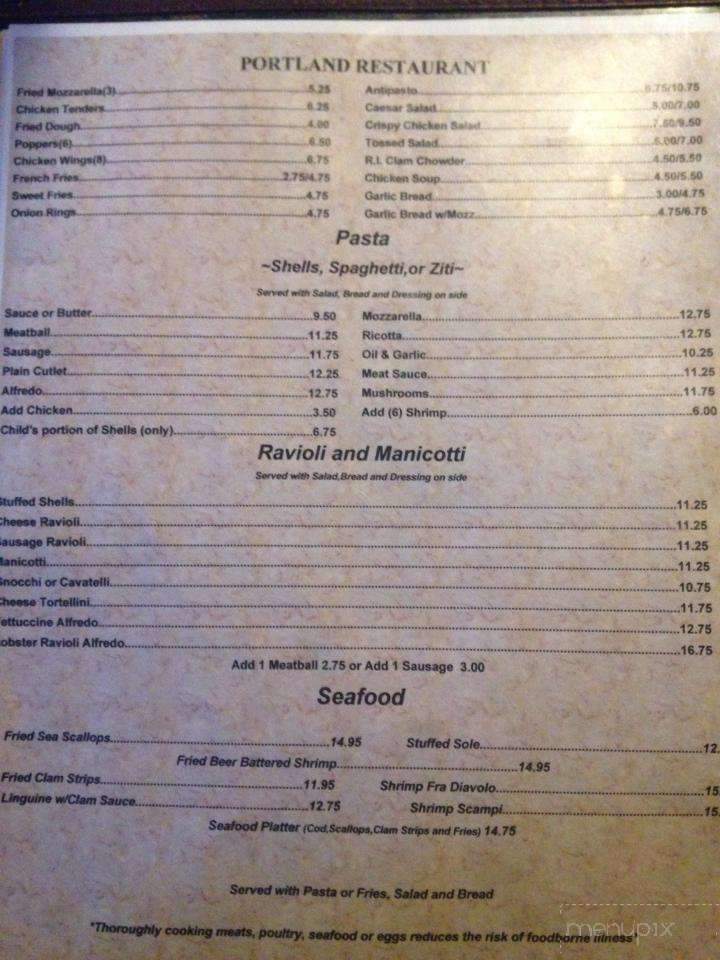 PORTLAND RESTAURANT
Fried Mozzarella(3) 5.25
Chicken Tenders 6.25
Fried Dough 4.00
Poppers(6) 6.50
Chicken Wings(8) 6.75
French Fries 2.75/4.75
Sweet Fries 4.75
Onion Rings 4.75
Antipasto 6.75/10.75
Caesar Salad 5.00/7.00
Crispy Chicken Salad 7.50/9.50
Tossed Salad 5.00/7.00
R.I. Clam Chowder 4.50/5.50
Chicken Soup 4.50/5.50
Garlic Bread 3.00/4.75
Garlic Bread w/Mozz 4.75/6.75
Pasta
~Shells, Spaghetti,or Ziti~
Served with Salad, Bread and Dressing on side
Sauce or Butter 9.50
Meatball 11.25
Sausage 11.75
Plain Cutlet 12.25
Alfredo 12.75
Add Chicken 3.50
Child's portion of Shells (only) 6.75
Mozzarella 12.75
Ricotta 12.75
Oil & Garlic 10.25
Meat Sauce 11.25
Mushrooms 11.75
Add (6) Shrimp 6.00
Ravioli and Manicotti
Served with Salad,Bread and Dressing on side
Stuffed Shells 11.25
Cheese Ravioli 11.25
Sausage Ravioli 11.25
Manicotti 11.25
Gnocchi or Cavatelli 10.75
Cheese Tortellini 11.75
Fettuccine Alfredo 12.75
Lobster Ravioli Alfredo 16.75
Add 1 Meatball 2.75 or Add 1 Sausage 3.00
Seafood
Fried Sea Scallops 14.95 Stuffed Sole 12.
Fried Beer Battered Shrimp 14.95
Fried Clam Strips 11.95 Shrimp Fra Diavolo 15
Linguine w/Clam Sauce 12.75 Shrimp Scampi 15.
Seafood Platter (Cod,Scallops,Clam Strips and Fries) 14.75
Served with Pasta or Fries, Salad and Bread
*Thoroughly cooking meats, poultry, seafood or eggs reduces the risk of foodborne illness*
menupix